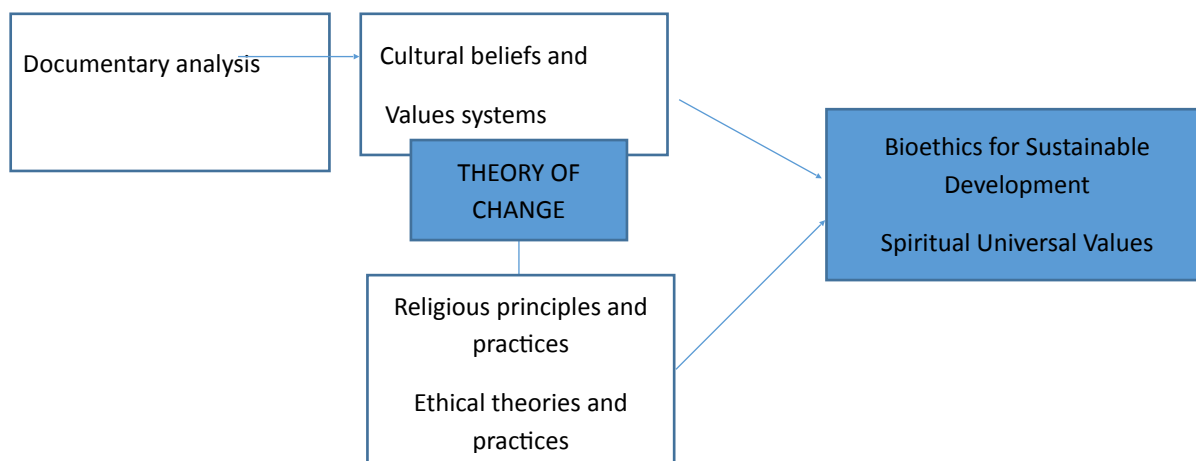 Documentary analysis
Cultural beliefs and
Values systems
THEORY OF
CHANGE
Religious principles and
practices
Ethical theories and
practices
Bioethics for Sustainable
Development
Spiritual Universal Values